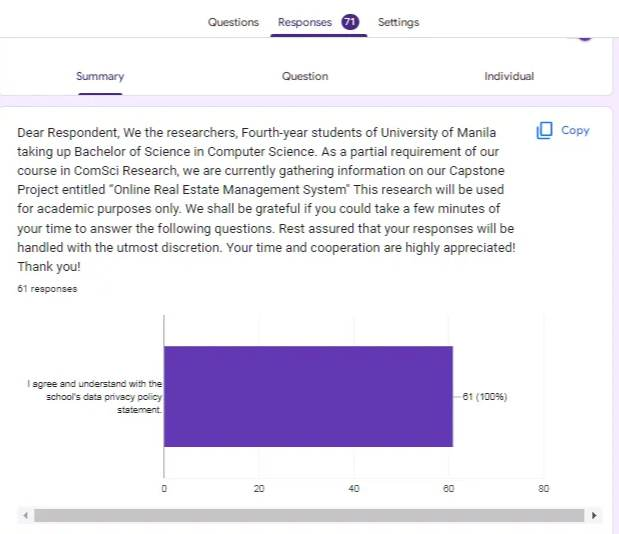 Questions Responses 71 Settings
Summary Question Individual
Dear Respondent, We the researchers, Fourth-year students of University of Manila
Copy
taking up Bachelor of Science in Computer Science. As a partial requirement of our
course in ComSci Research, we are currently gathering information on our Capstone
Project entitled "Online Real Estate Management System" This research will be used
for academic purposes only. We shall be grateful if you could take a few minutes of
your time to answer the following questions. Rest assured that your responses will be
handled with the utmost discretion. Your time and cooperation are highly appreciated!
Thank you!
61 responses
I agree and understand with the
school's data privacy policy
statement.
61 (100%)
0 20 40 60 80